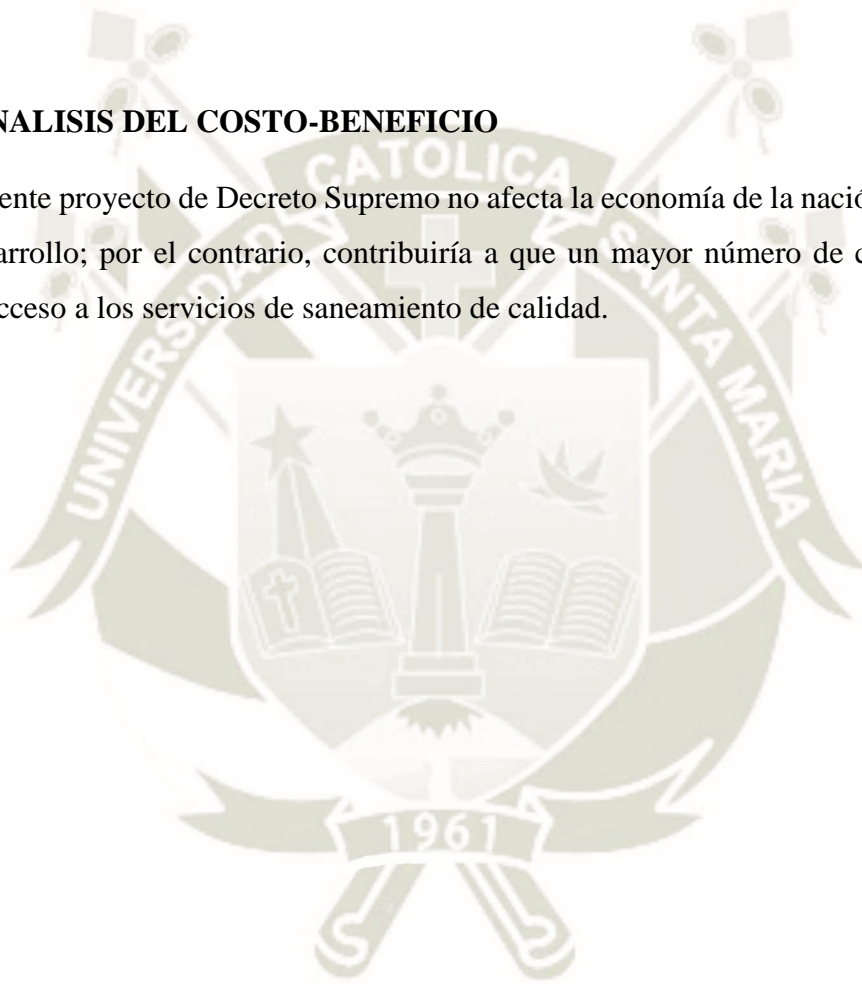 NALISIS DEL COSTO-BENEFICIO
ente proyecto de Decreto Supremo no afecta la economía de la nació
arrollo; por el contrario, contribuiría a que un mayor número de c
cceso a los servicios de saneamiento de calidad.
UNIVERSIDAD CATOLICA SANTA MARIA
1961